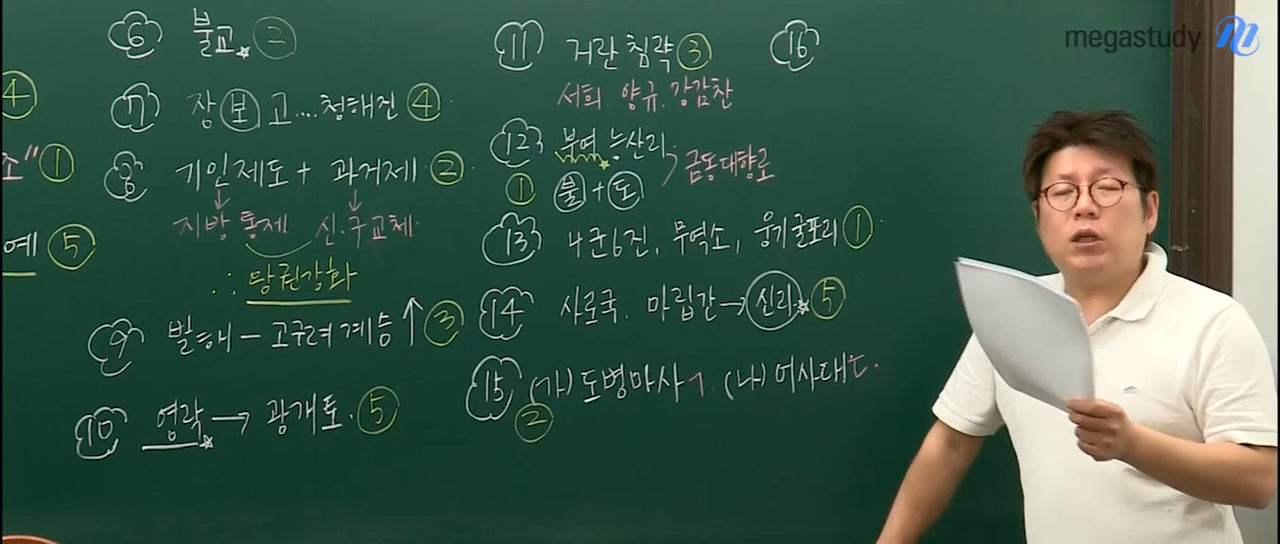 ④
소" ①
예 ⑤
⑥ 불교 ②
⑦ 장보고....청해진 ④
⑧ 기인제도 + 과거제 ②
↓ ↓
지방 통제 신·구교체
∴ 왕권강화
⑨ 발해 - 고구려 계승 ↑ ③
⑩ 영락 → 광개토 ⑤
⑪ 거란 침략 ③
서희. 양규. 강감찬
⑫ 부여 능산리 > 금동대향로
① 불 + 도
⑬ 4군6진, 무역소, 웅기굴포리 ①
⑭ 사로국. 마립간 → 신라 ⑤
⑮ (가) 도병마사ㄱ. (나) 어사대ㄷ.
②
⑯
megastudy